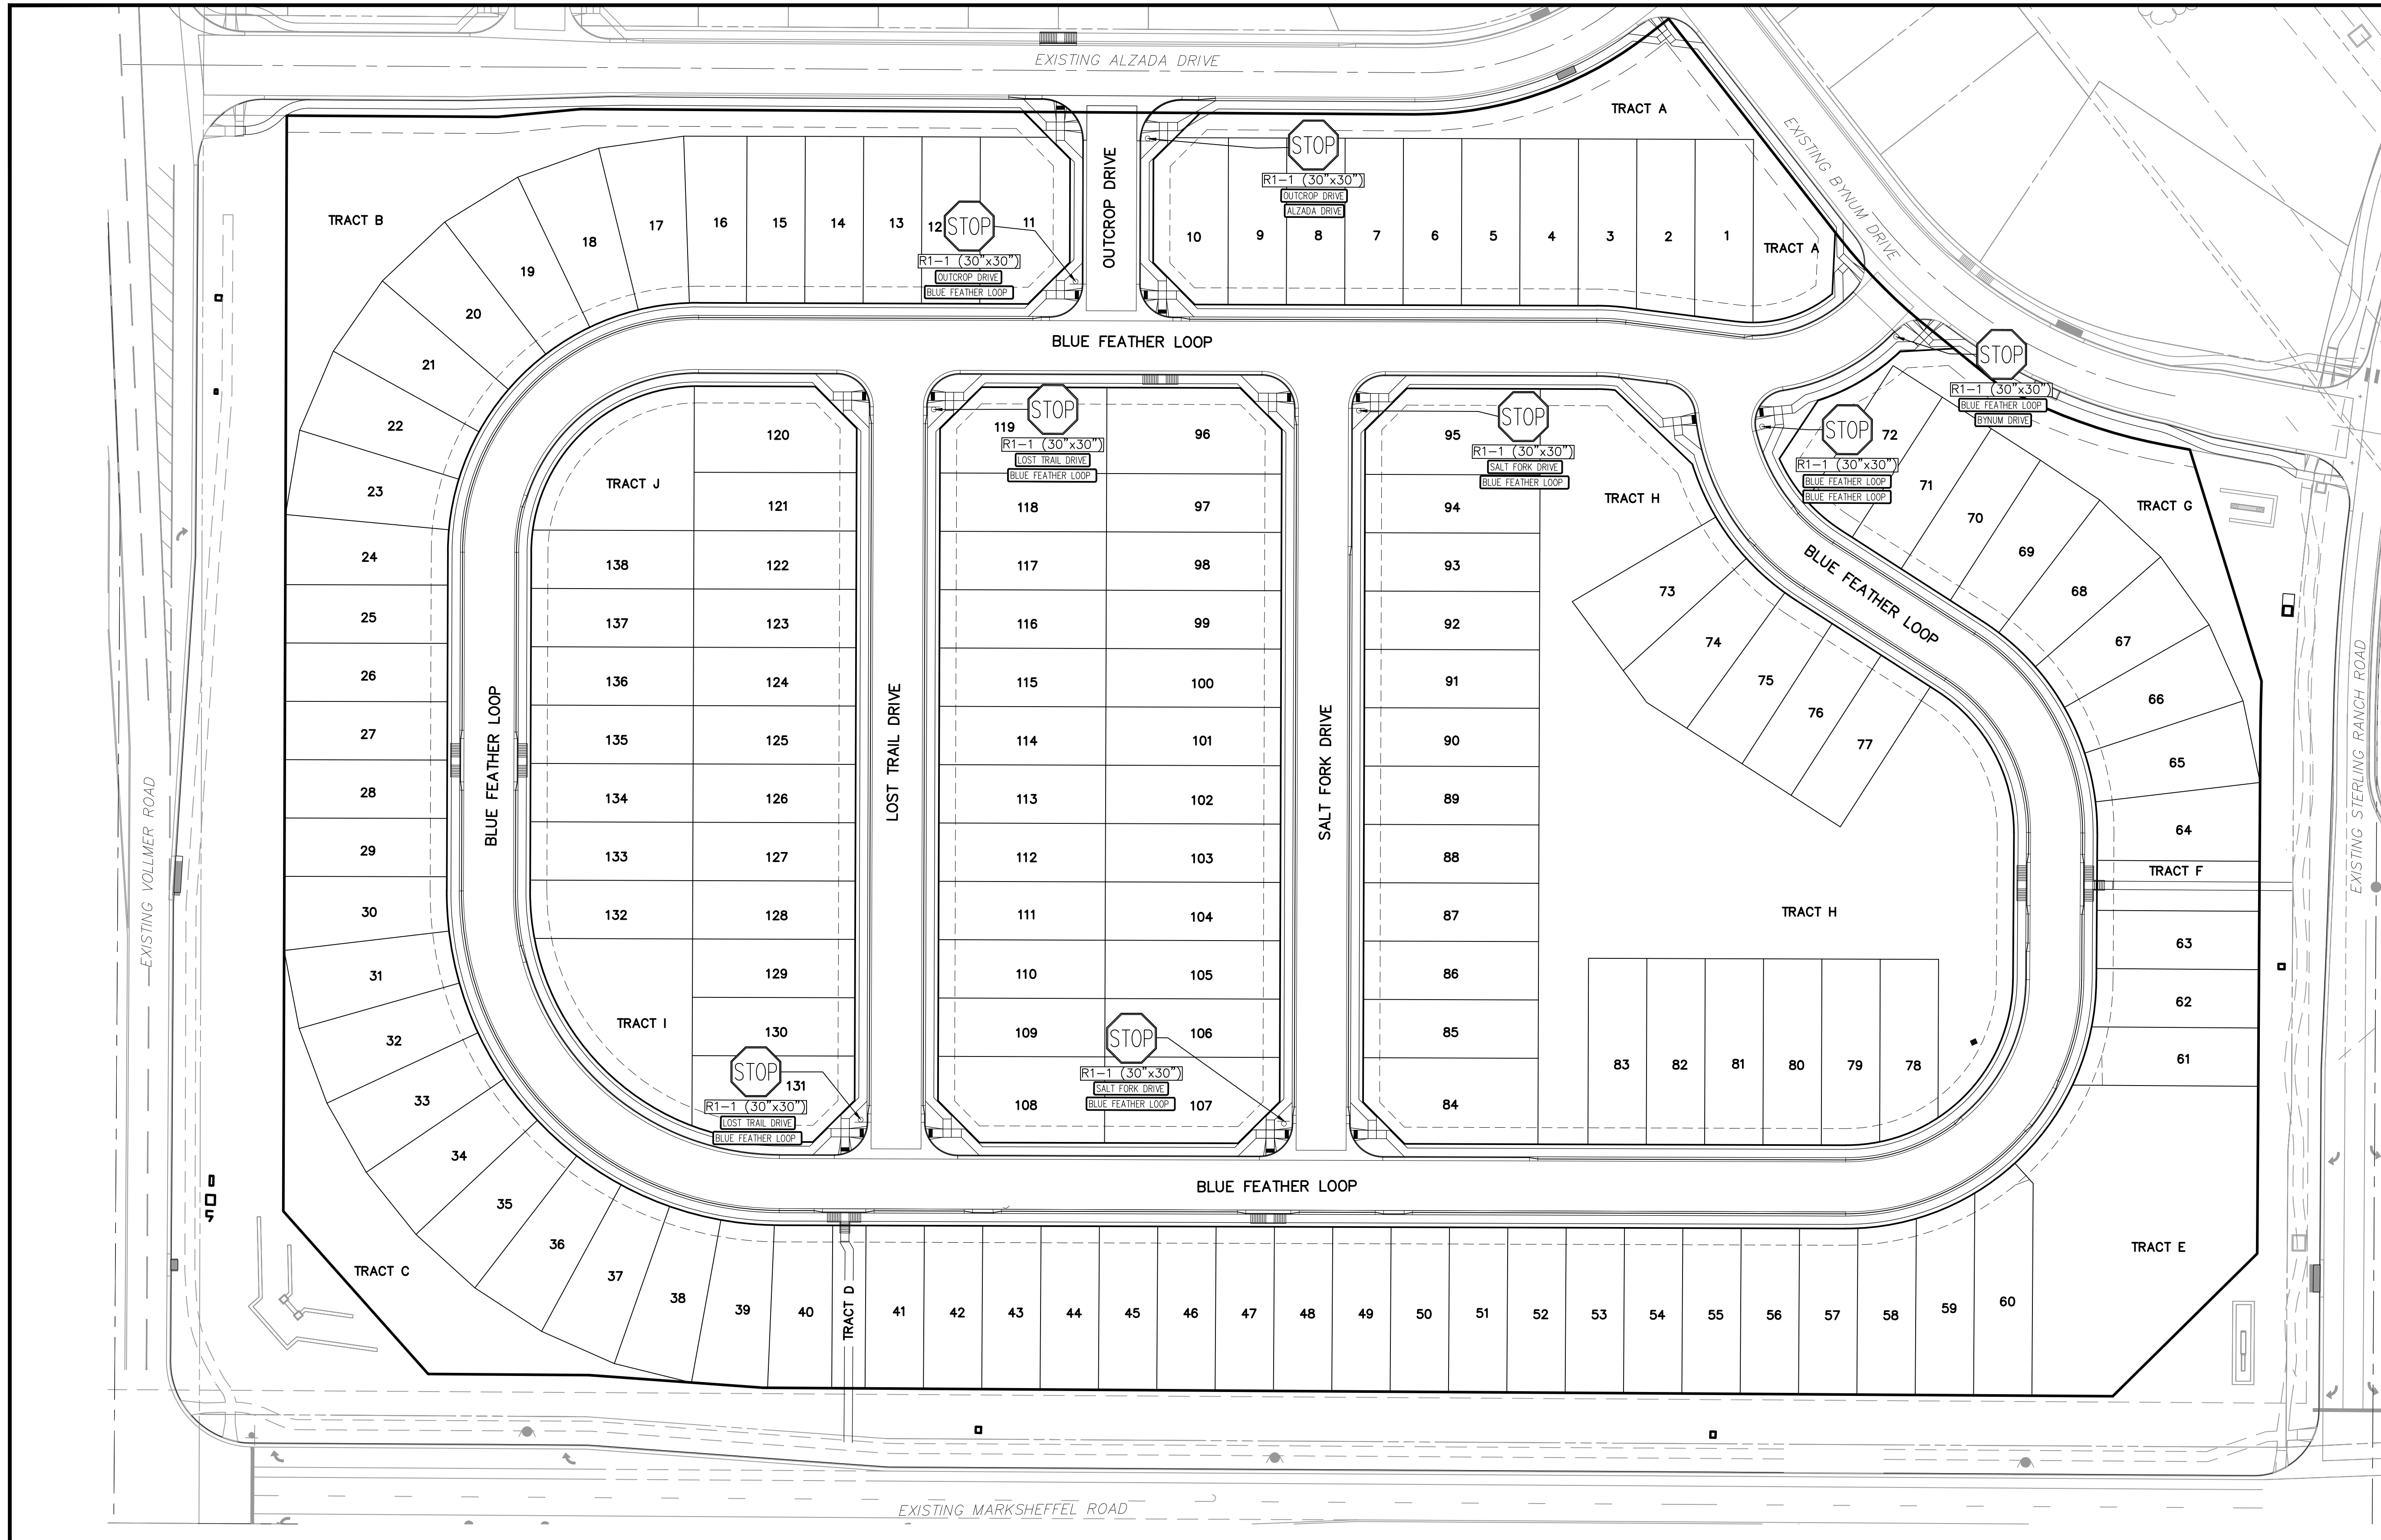 EXISTING ALZADA DRIVE
TRACT A
EXISTING BYNUM DRIVE
TRACT B
17
16
15
14
13
12
STOP
R1-1 (30"x30")
OUTCROP DRIVE
BLUE FEATHER LOOP
11
OUTCROP DRIVE
STOP
R1-1 (30"x30")
OUTCROP DRIVE
ALZADA DRIVE
10
9
8
7
6
5
4
3
2
1
TRACT A
18
19
20
21
22
23
24
25
26
27
28
29
30
31
32
33
34
35
36
37
38
39
40
BLUE FEATHER LOOP
STOP
R1-1 (30"x30")
BLUE FEATHER LOOP
BYNUM DRIVE
STOP
R1-1 (30"x30")
BLUE FEATHER LOOP
BLUE FEATHER LOOP
72
71
70
69
68
67
66
65
64
TRACT G
TRACT F
63
62
61
TRACT E
EXISTING STERLING RANCH ROAD
EXISTING VOLLMER ROAD
BLUE FEATHER LOOP
TRACT J
138
137
136
135
134
133
132
TRACT I
120
121
122
123
124
125
126
127
128
129
130
131
STOP
R1-1 (30"x30")
LOST TRAIL DRIVE
BLUE FEATHER LOOP
LOST TRAIL DRIVE
119
STOP
R1-1 (30"x30")
LOST TRAIL DRIVE
BLUE FEATHER LOOP
118
117
116
115
114
113
112
111
110
109
108
96
97
98
99
100
101
102
103
104
105
106
107
STOP
R1-1 (30"x30")
SALT FORK DRIVE
BLUE FEATHER LOOP
SALT FORK DRIVE
95
STOP
R1-1 (30"x30")
SALT FORK DRIVE
BLUE FEATHER LOOP
94
93
92
91
90
89
88
87
86
85
84
TRACT H
73
74
75
76
77
BLUE FEATHER LOOP
TRACT H
83
82
81
80
79
78
BLUE FEATHER LOOP
TRACT C
TRACT D
41
42
43
44
45
46
47
48
49
50
51
52
53
54
55
56
57
58
59
60
EXISTING MARKSHEFFEL ROAD